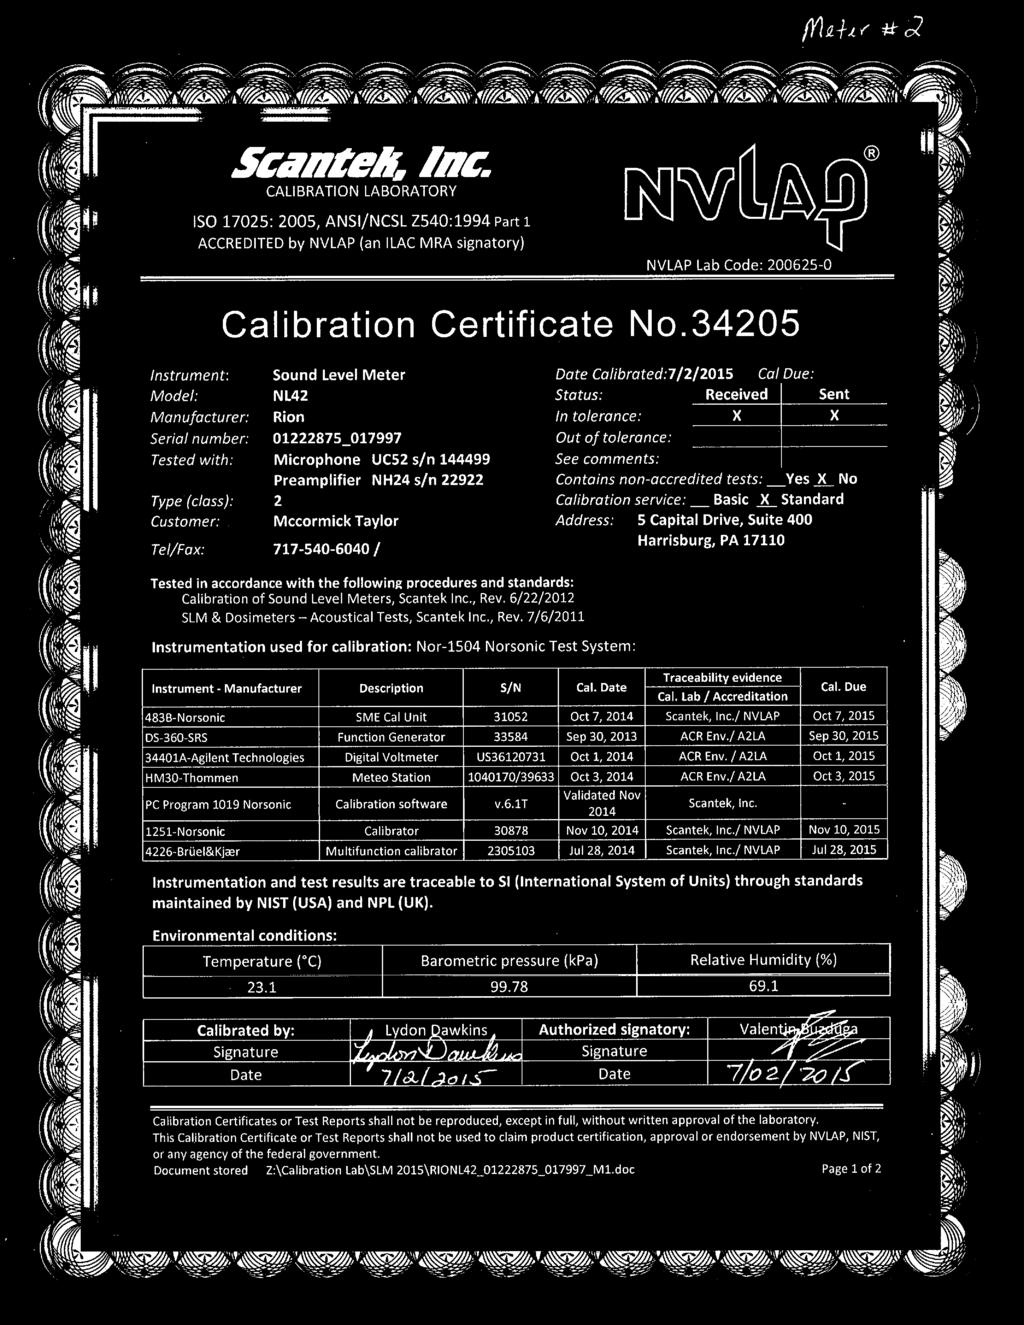 Meter # 2
Scantek, Inc.
CALIBRATION LABORATORY
ISO 17025: 2005, ANSI/NCSL Z540:1994 Part 1
ACCREDITED by NVLAP (an ILAC MRA signatory)
NVLAP®
NVLAP Lab Code: 200625-0
Calibration Certificate No.34205
Instrument: Sound Level Meter
Model: NL42
Manufacturer: Rion
Serial number: 01222875_017997
Tested with: Microphone UC52 s/n 144499
Preamplifier NH24 s/n 22922
Type (class): 2
Customer: Mccormick Taylor
Tel/Fax: 717-540-6040 /
Date Calibrated:7/2/2015 Cal Due:
Status: Received Sent
In tolerance: X X
Out of tolerance:
See comments:
Contains non-accredited tests: __Yes X No
Calibration service: __ Basic X Standard
Address: 5 Capital Drive, Suite 400
Harrisburg, PA 17110
Tested in accordance with the following procedures and standards:
Calibration of Sound Level Meters, Scantek Inc., Rev. 6/22/2012
SLM & Dosimeters – Acoustical Tests, Scantek Inc., Rev. 7/6/2011
Instrumentation used for calibration: Nor-1504 Norsonic Test System:
Instrument - Manufacturer Description S/N Cal. Date Traceability evidence Cal. Lab / Accreditation Cal. Due
483B-Norsonic SME Cal Unit 31052 Oct 7, 2014 Scantek, Inc./ NVLAP Oct 7, 2015
DS-360-SRS Function Generator 33584 Sep 30, 2013 ACR Env./ A2LA Sep 30, 2015
34401A-Agilent Technologies Digital Voltmeter US36120731 Oct 1, 2014 ACR Env. / A2LA Oct 1, 2015
HM30-Thommen Meteo Station 1040170/39633 Oct 3, 2014 ACR Env./ A2LA Oct 3, 2015
PC Program 1019 Norsonic Calibration software v.6.1T Validated Nov 2014 Scantek, Inc. -
1251-Norsonic Calibrator 30878 Nov 10, 2014 Scantek, Inc./ NVLAP Nov 10, 2015
4226-Brüel&Kjær Multifunction calibrator 2305103 Jul 28, 2014 Scantek, Inc./ NVLAP Jul 28, 2015
Instrumentation and test results are traceable to SI (International System of Units) through standards
maintained by NIST (USA) and NPL (UK).
Environmental conditions:
Temperature (°C) Barometric pressure (kPa) Relative Humidity (%)
23.1 99.78 69.1
Calibrated by: Lydon Dawkins Authorized signatory: Valentin Buzduga
Signature Lydon Dawkins Signature
Date 7/2/2015 Date 7/02/2015
Calibration Certificates or Test Reports shall not be reproduced, except in full, without written approval of the laboratory.
This Calibration Certificate or Test Reports shall not be used to claim product certification, approval or endorsement by NVLAP, NIST,
or any agency of the federal government.
Document stored Z:\Calibration Lab\SLM 2015\RIONL42_01222875_017997_M1.doc Page 1 of 2